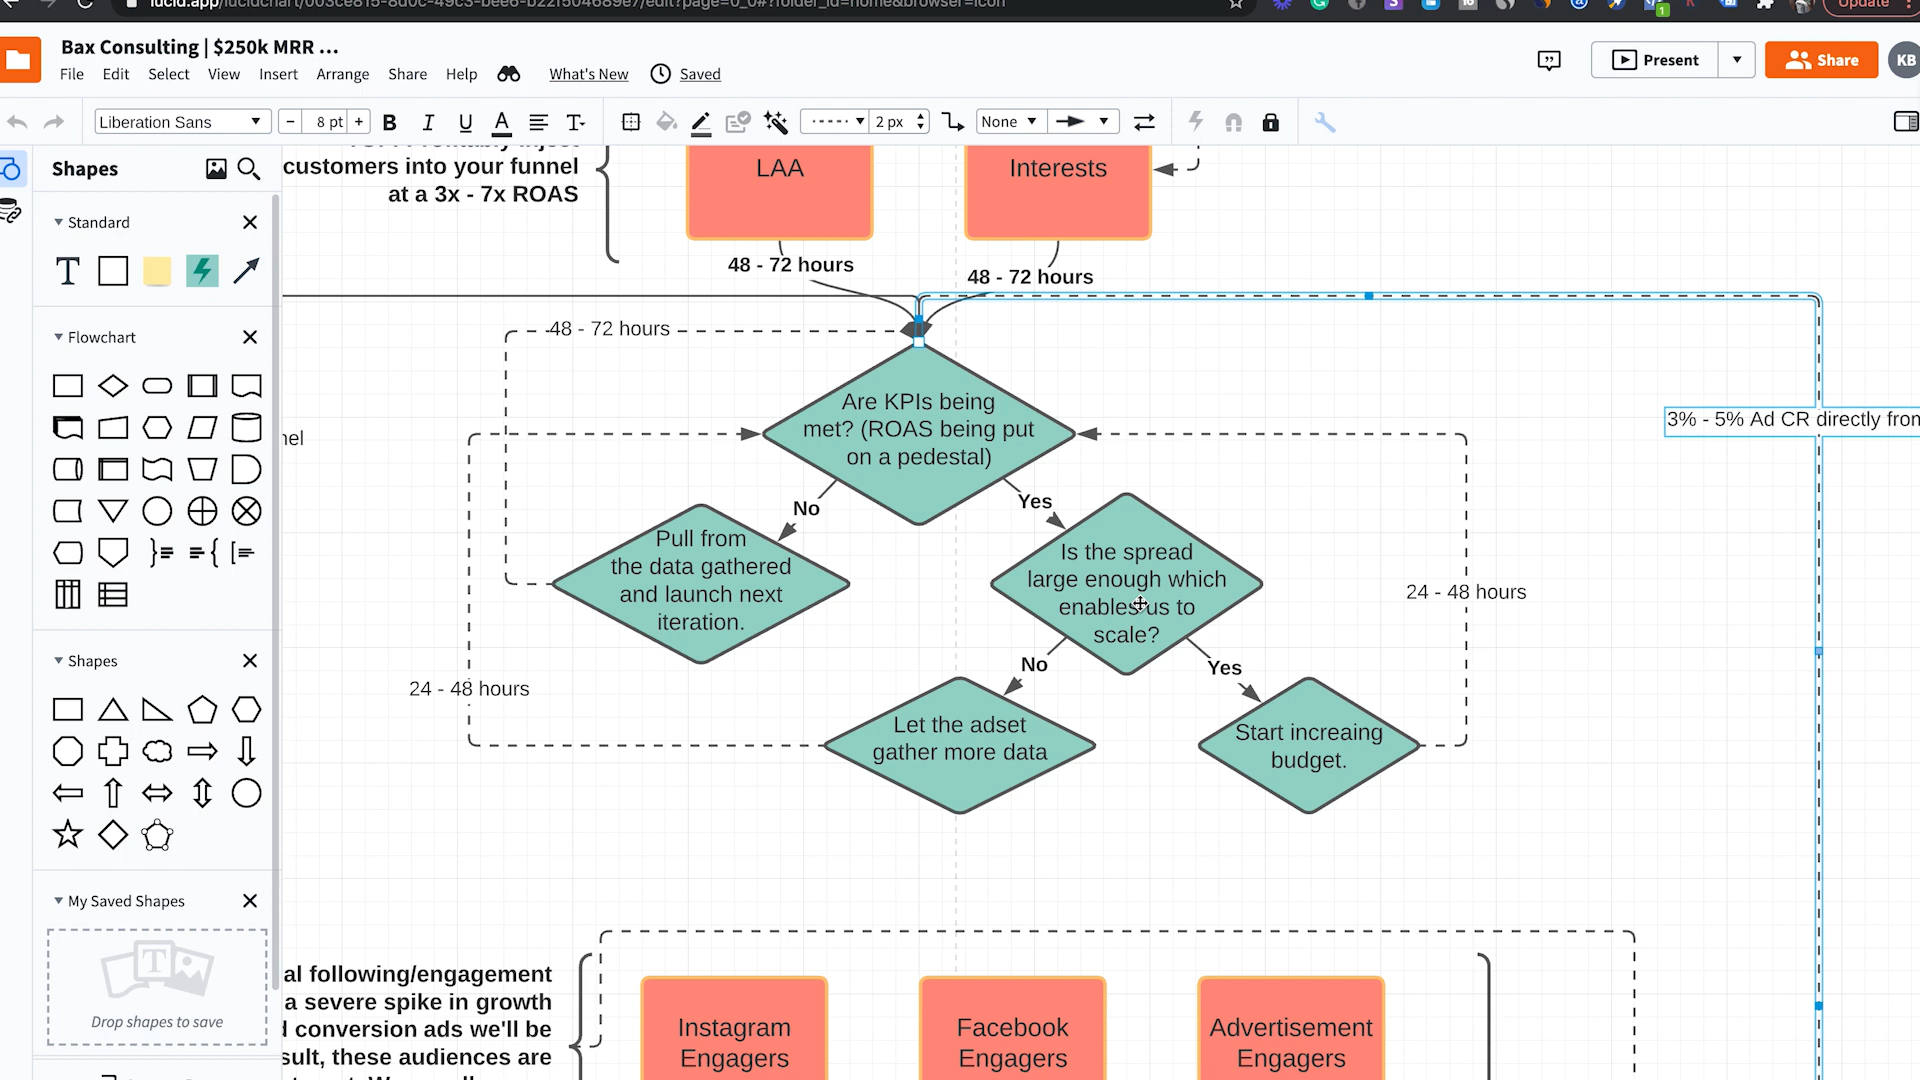 lucid.app/lucidchart/003ce815-8d0c-49c3-bee6-b22f504689e7/edit?page=0_0#?folder_id=home&browser=icon
Update
Bax Consulting | $250k MRR ...
File Edit Select View Insert Arrange Share Help What's New Saved
Present
Share
KB
Liberation Sans
8 pt
2 px
None
Shapes
Standard
Flowchart
Shapes
My Saved Shapes
Drop shapes to save
customers into your funnel
at a 3x - 7x ROAS
LAA
Interests
48 - 72 hours
48 - 72 hours
48 - 72 hours
3% - 5% Ad CR directly from
nel
Are KPIs being
met? (ROAS being put
on a pedestal)
No
Yes
Pull from
the data gathered
and launch next
iteration.
Is the spread
large enough which
enables us to
scale?
24 - 48 hours
24 - 48 hours
No
Yes
Let the adset
gather more data
Start increaing
budget.
al following/engagement
a severe spike in growth
d conversion ads we'll be
sult, these audiences are
Instagram
Engagers
Facebook
Engagers
Advertisement
Engagers